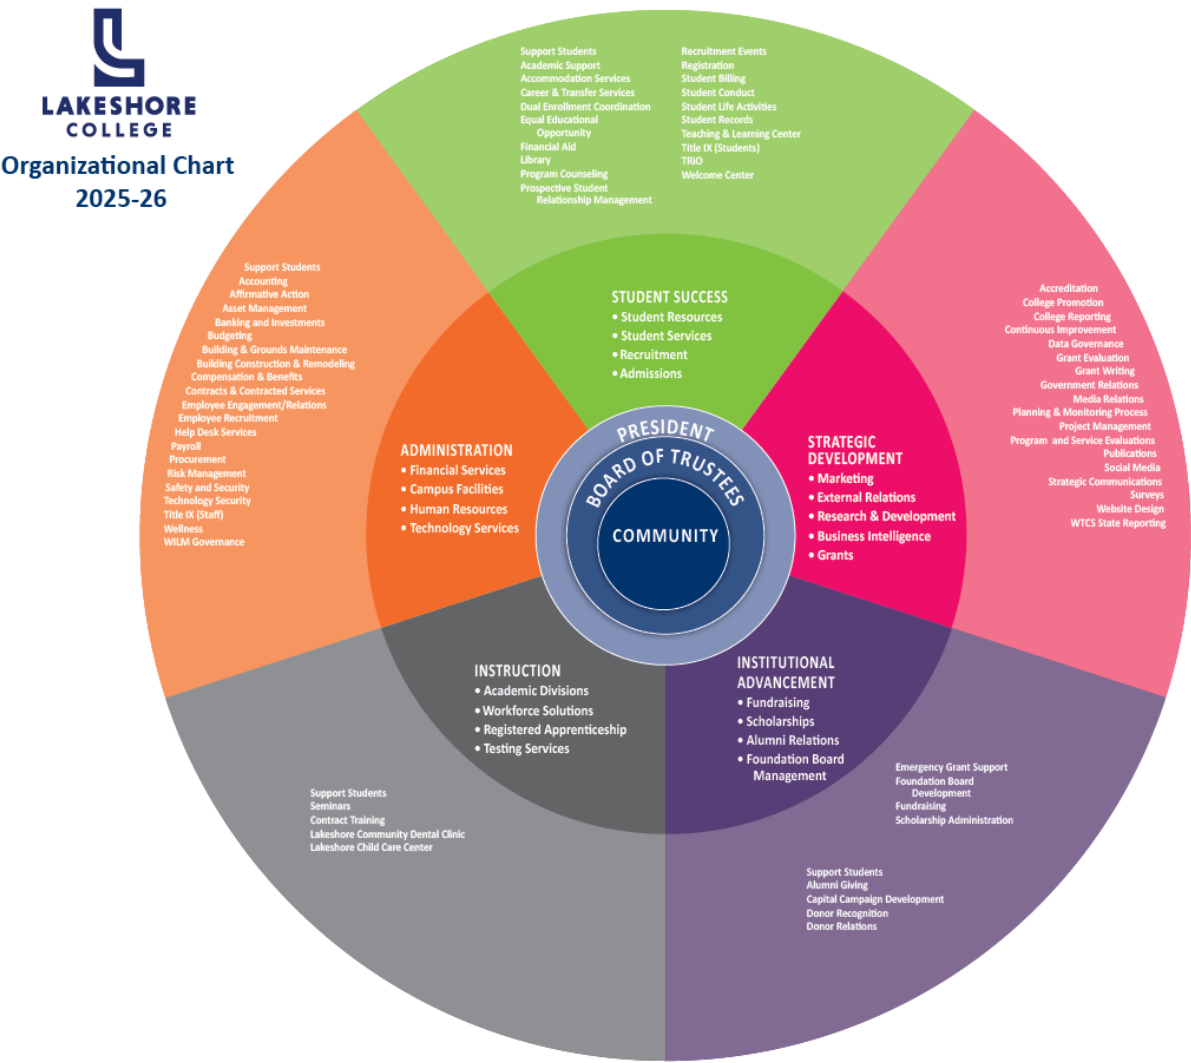 LAKESHORE
COLLEGE
Organizational Chart
2025-26
Support Students
Academic Support
Accommodation Services
Career & Transfer Services
Dual Enrollment Coordination
Equal Educational
Opportunity
Financial Aid
Library
Program Counseling
Prospective Student
Relationship Management
Recruitment Events
Registration
Student Billing
Student Conduct
Student Life Activities
Student Records
Teaching & Learning Center
Title IX (Students)
TRiO
Welcome Center
STUDENT SUCCESS
• Student Resources
• Student Services
• Recruitment
• Admissions
Support Students
Accounting
Affirmative Action
Asset Management
Banking and Investments
Budgeting
Building & Grounds Maintenance
Building Construction & Remodeling
Compensation & Benefits
Contracts & Contracted Services
Employee Engagement/Relations
Employee Recruitment
Help Desk Services
Payroll
Procurement
Risk Management
Safety and Security
Technology Security
Title IX (Staff)
Wellness
WILM Governance
ADMINISTRATION
• Financial Services
• Campus Facilities
• Human Resources
• Technology Services
PRESIDENT
BOARD OF TRUSTEES
COMMUNITY
STRATEGIC
DEVELOPMENT
• Marketing
• External Relations
• Research & Development
• Business Intelligence
• Grants
Accreditation
College Promotion
College Reporting
Continuous Improvement
Data Governance
Grant Evaluation
Grant Writing
Government Relations
Media Relations
Planning & Monitoring Process
Project Management
Program and Service Evaluations
Publications
Social Media
Strategic Communications
Surveys
Website Design
WTCS State Reporting
INSTRUCTION
• Academic Divisions
• Workforce Solutions
• Registered Apprenticeship
• Testing Services
Support Students
Seminars
Contract Training
Lakeshore Community Dental Clinic
Lakeshore Child Care Center
INSTITUTIONAL
ADVANCEMENT
• Fundraising
• Scholarships
• Alumni Relations
• Foundation Board
Management
Emergency Grant Support
Foundation Board
Development
Fundraising
Scholarship Administration
Support Students
Alumni Giving
Capital Campaign Development
Donor Recognition
Donor Relations